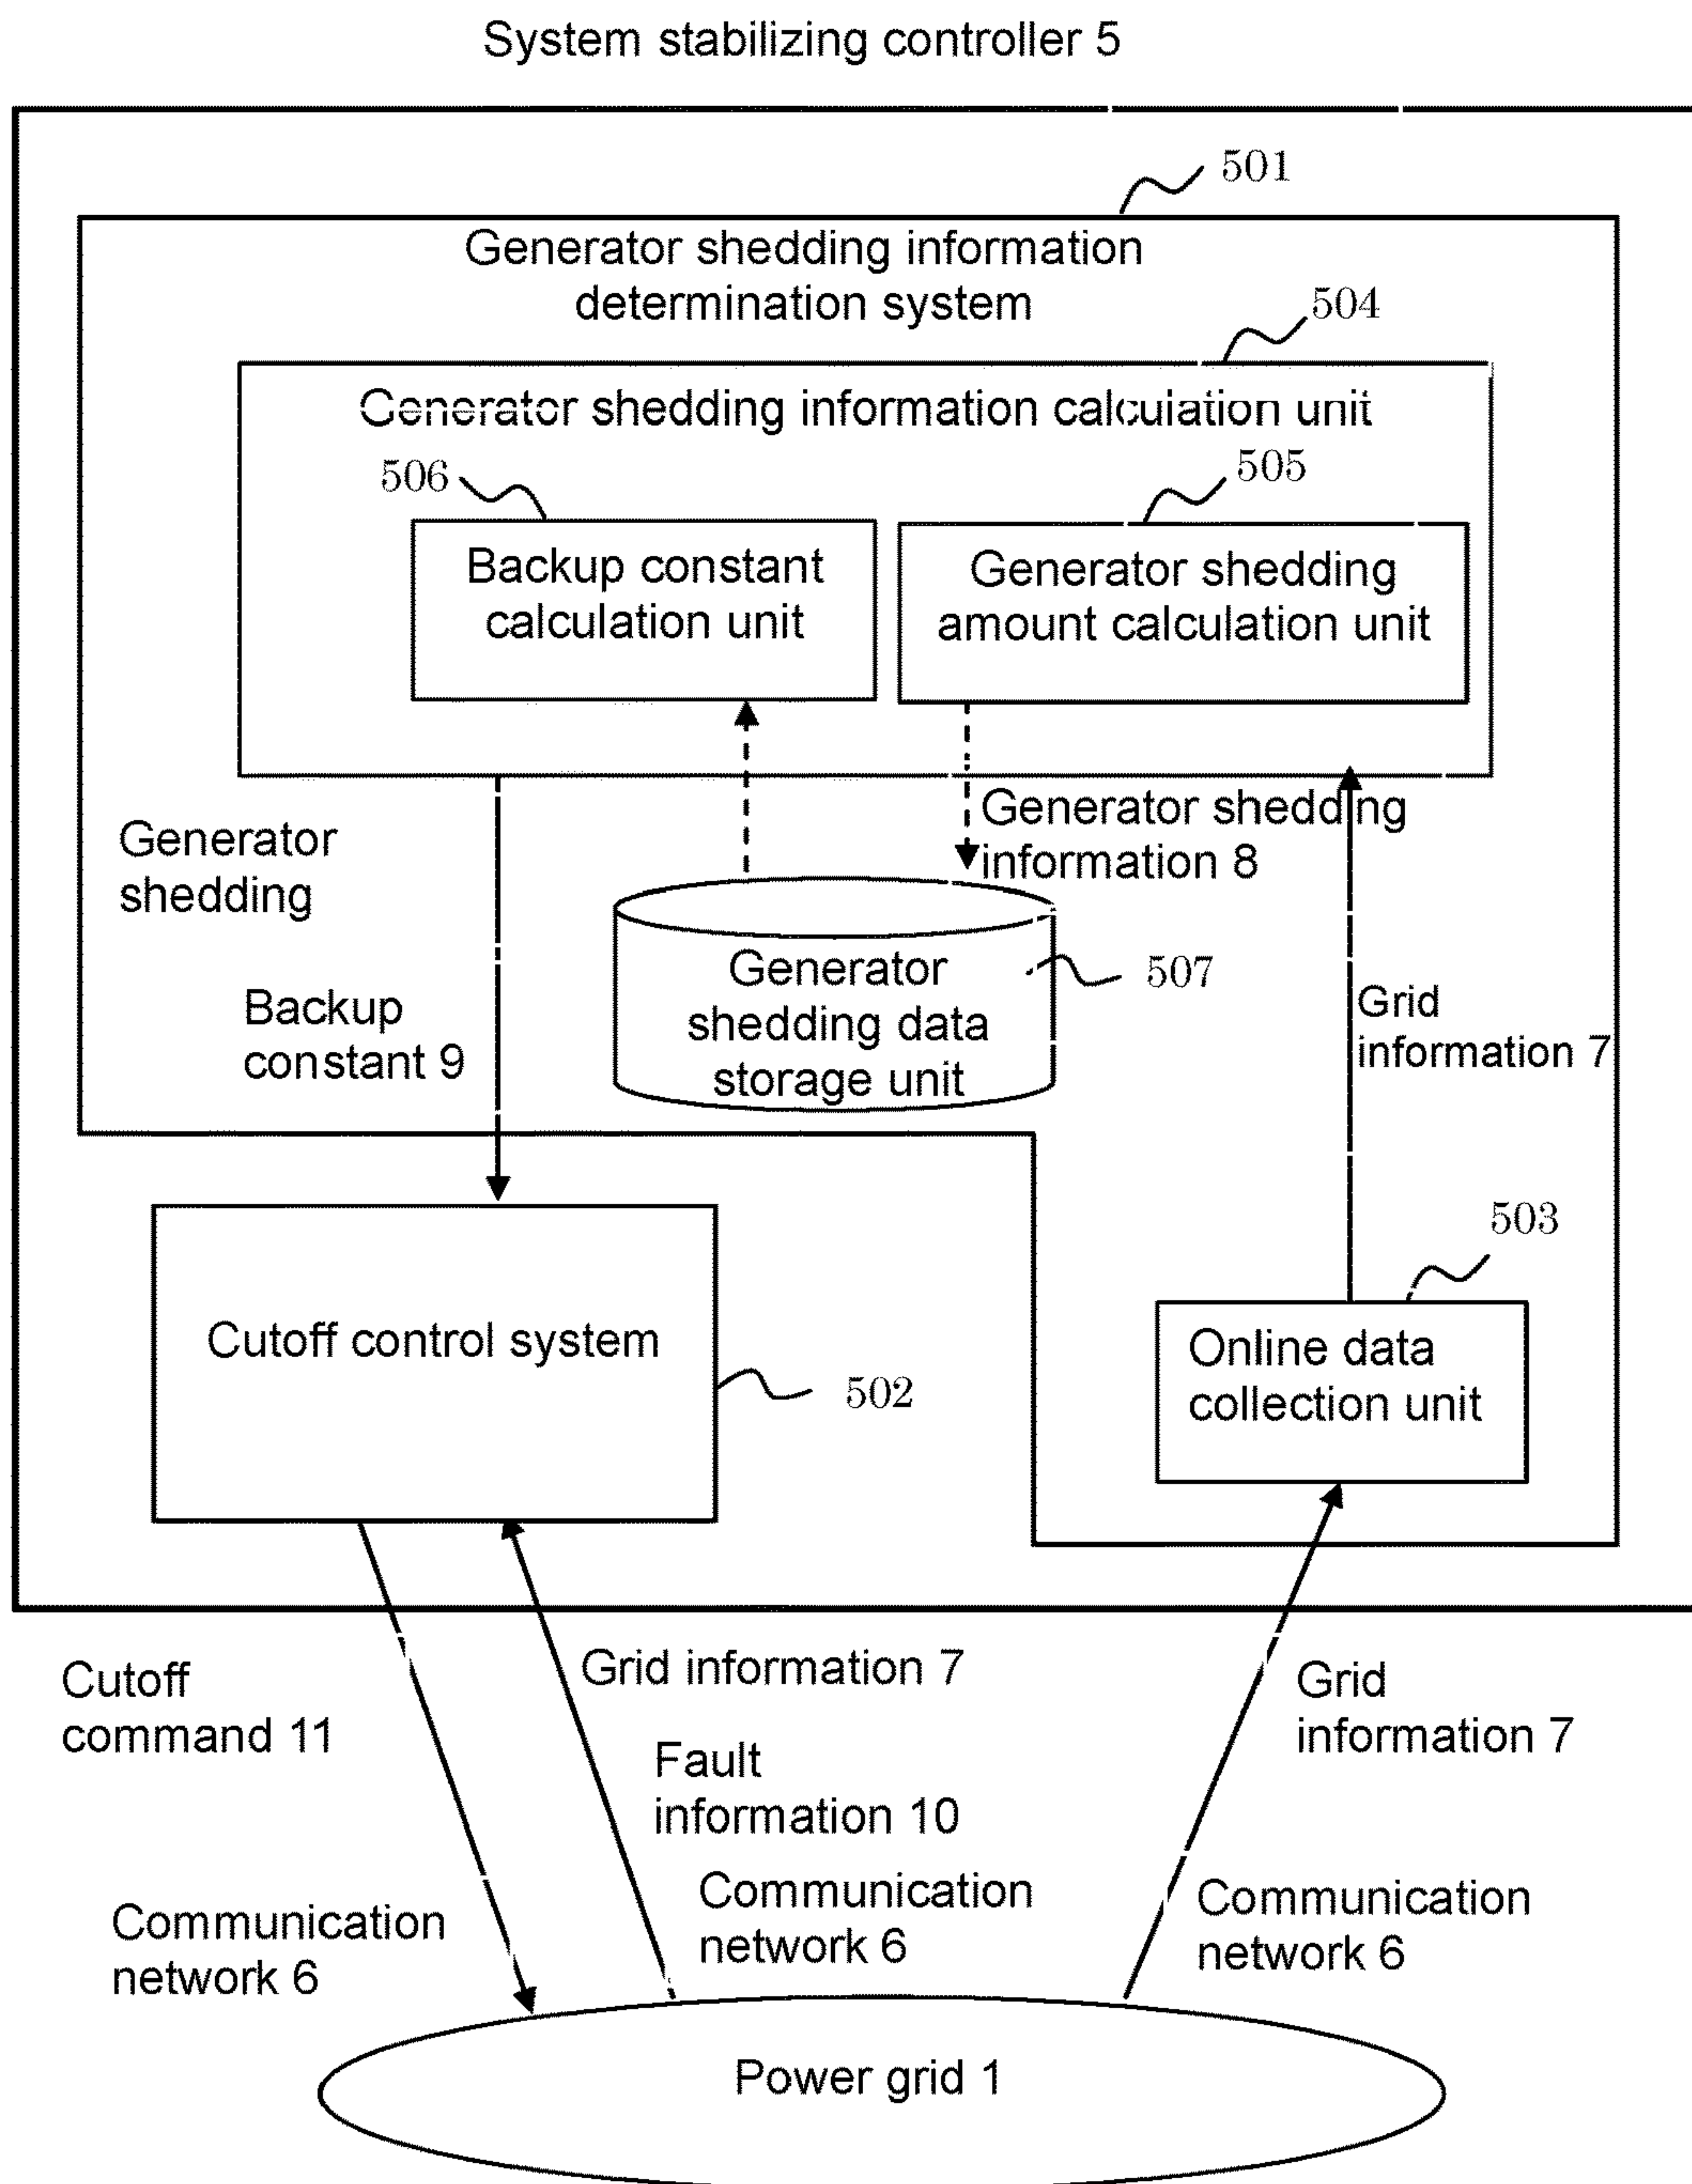 System stabilizing controller 5
501
Generator shedding information
determination system
504
Generator shedding information calculation unit
506
505
Backup constant
calculation unit
Generator shedding
amount calculation unit
Generator
shedding
Generator shedding
information 8
Backup
constant 9
Generator
shedding data
storage unit
507
Grid
information 7
Cutoff control system
502
503
Online data
collection unit
Cutoff
command 11
Grid information 7
Fault
information 10
Grid
information 7
Communication
network 6
Communication
network 6
Communication
network 6
Power grid 1